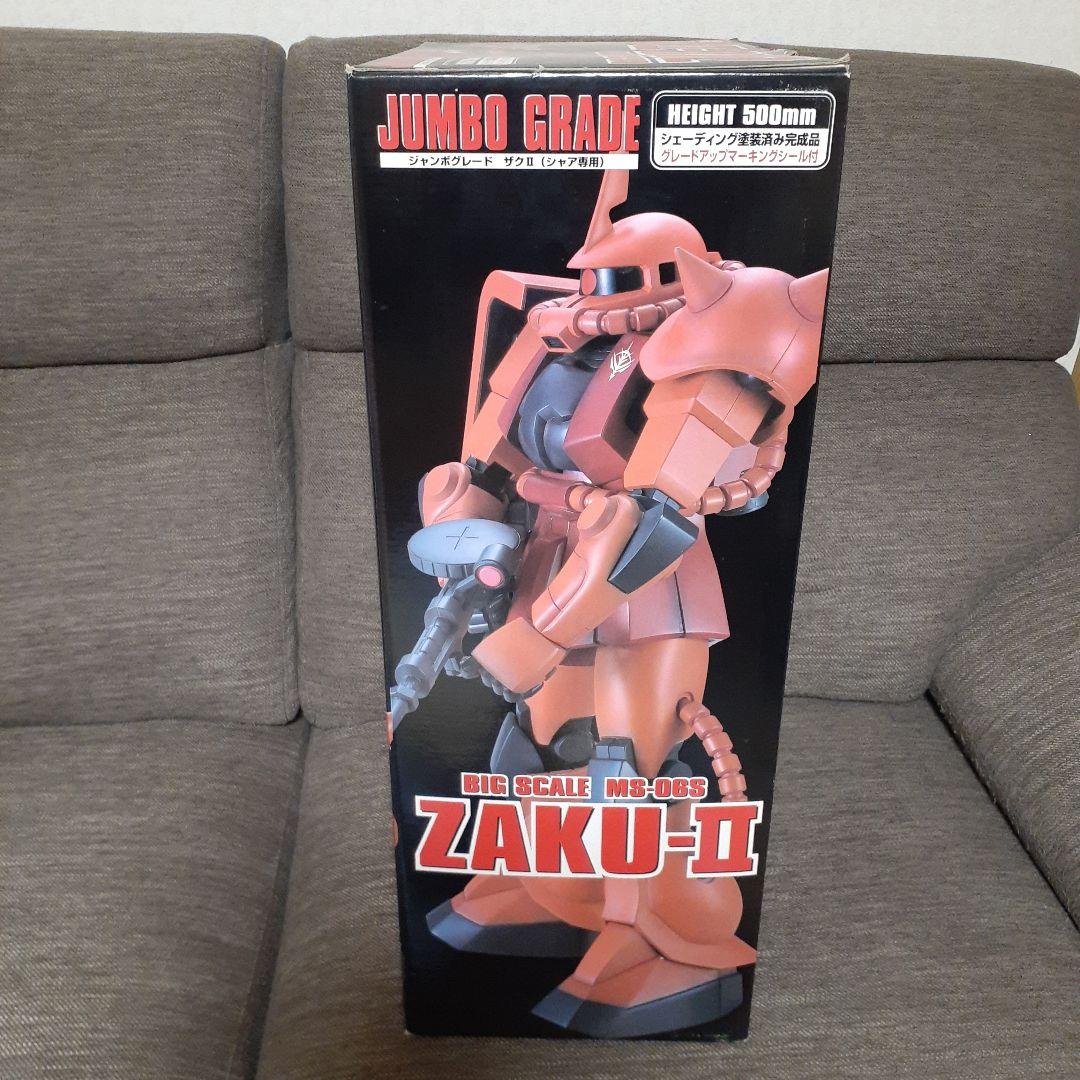 JUMBO GRADE
ジャンボグレード ザクⅡ（シャア専用）
HEIGHT 500mm
シェーディング塗装済み完成品
グレードアップマーキングシール付
BIG SCALE MS-06S
ZAKU-II